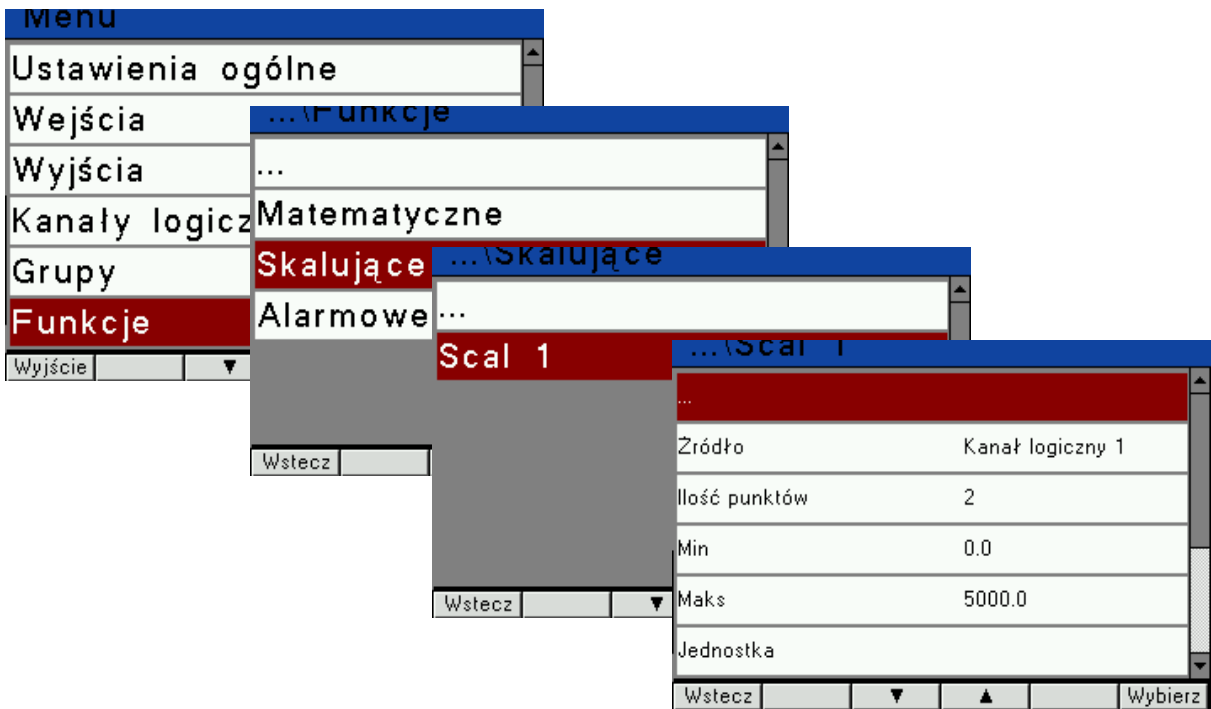 Menu
Ustawienia ogólne
Wejścia
Wyjścia
Kanały logicz
Grupy
Funkcje
Wyjście
...\Funkcje
...
Matematyczne
Skalujące
Alarmowe
Wstecz
...\Skalujące
...
Scal 1
Wstecz
...\Scal 1
...
Źródło Kanał logiczny 1
Ilość punktów 2
Min 0.0
Maks 5000.0
Jednostka
Wstecz Wybierz